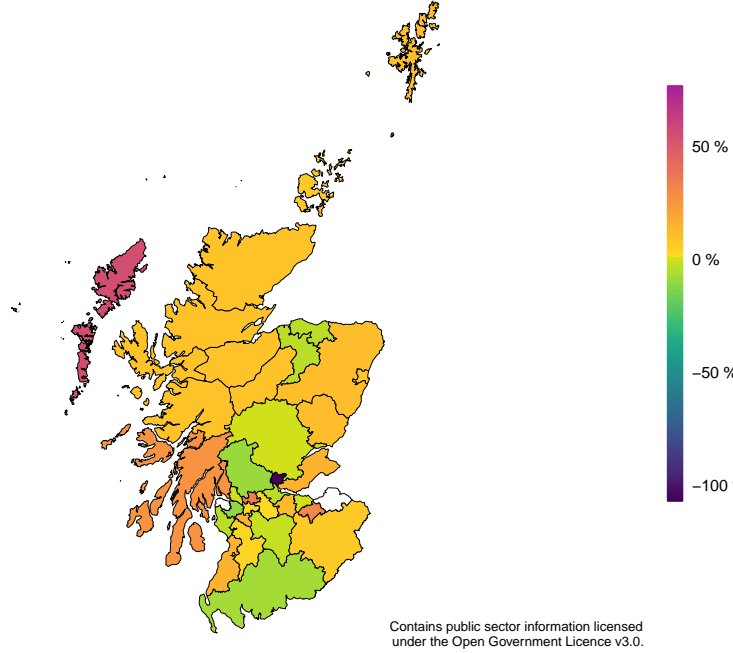 50 %
0 %
−50 %
−100 %
Contains public sector information licensed
under the Open Government Licence v3.0.